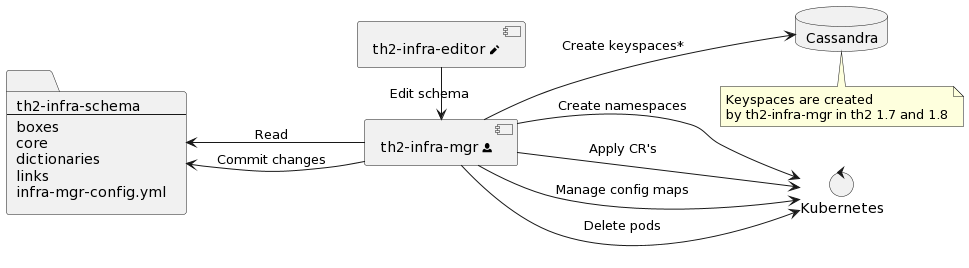 th2-infra-schema
boxes
core
dictionaries
links
infra-mgr-config.yml
th2-infra-editor
Edit schema
Read
Commit changes
th2-infra-mgr
Create keyspaces*
Create namespaces
Apply CR's
Manage config maps
Delete pods
Cassandra
Keyspaces are created
by th2-infra-mgr in th2 1.7 and 1.8
Kubernetes